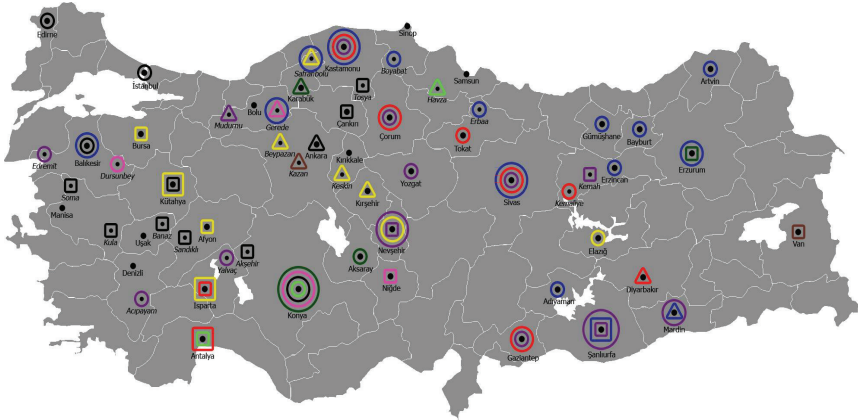 Edirne
Sinop
İstanbul
Safranbolu
Kastamonu
Boyabat
Samsun
Artvin
Karabük
Tosya
Havza
Mudurnu
Bolu
Gerede
Çankırı
Çorum
Erbaa
Gümüşhane
Bayburt
Edremit
Balıkesir
Bursa
Dursunbey
Beypazarı
Ankara
Kazan
Kırıkkale
Tokat
Erzurum
Soma
Kütahya
Keskin
Kırşehir
Yozgat
Sivas
Kemah
Erzincan
Kemaliye
Manisa
Kula
Uşak
Banaz
Sandıklı
Afyon
Nevşehir
Elazığ
Van
Denizli
Yalvaç
Akşehir
Aksaray
Niğde
Acıpayam
Isparta
Konya
Adıyaman
Diyarbakır
Mardin
Antalya
Gaziantep
Şanlıurfa